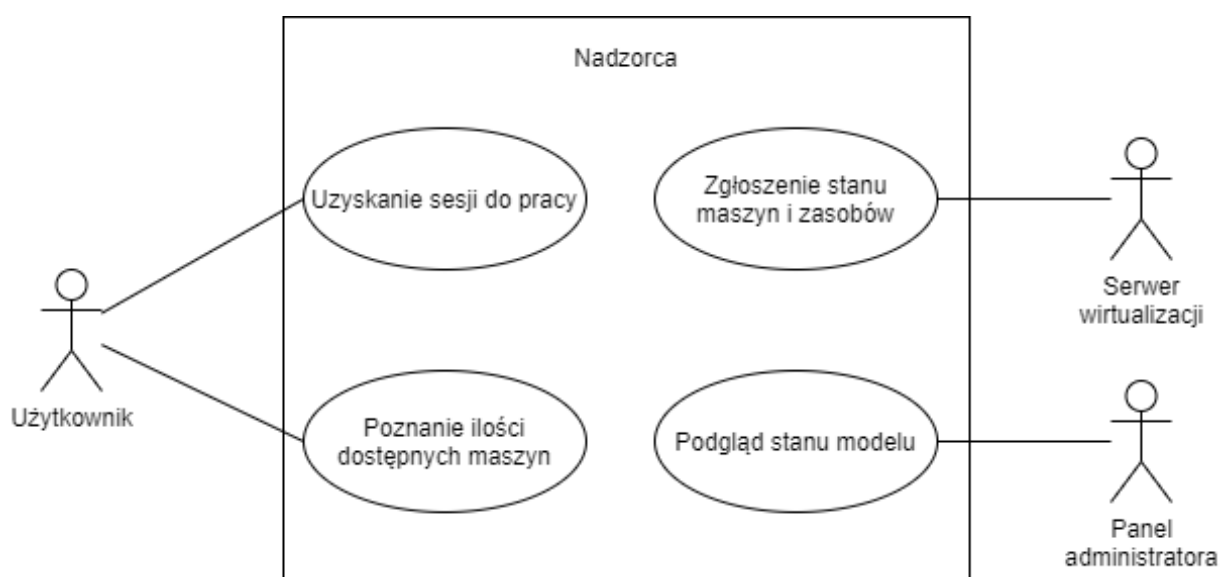 Nadzorca
Uzyskanie sesji do pracy
Zgłoszenie stanu
maszyn i zasobów
Serwer
wirtualizacji
Użytkownik
Poznanie ilości
dostępnych maszyn
Podgląd stanu modelu
Panel
administratora